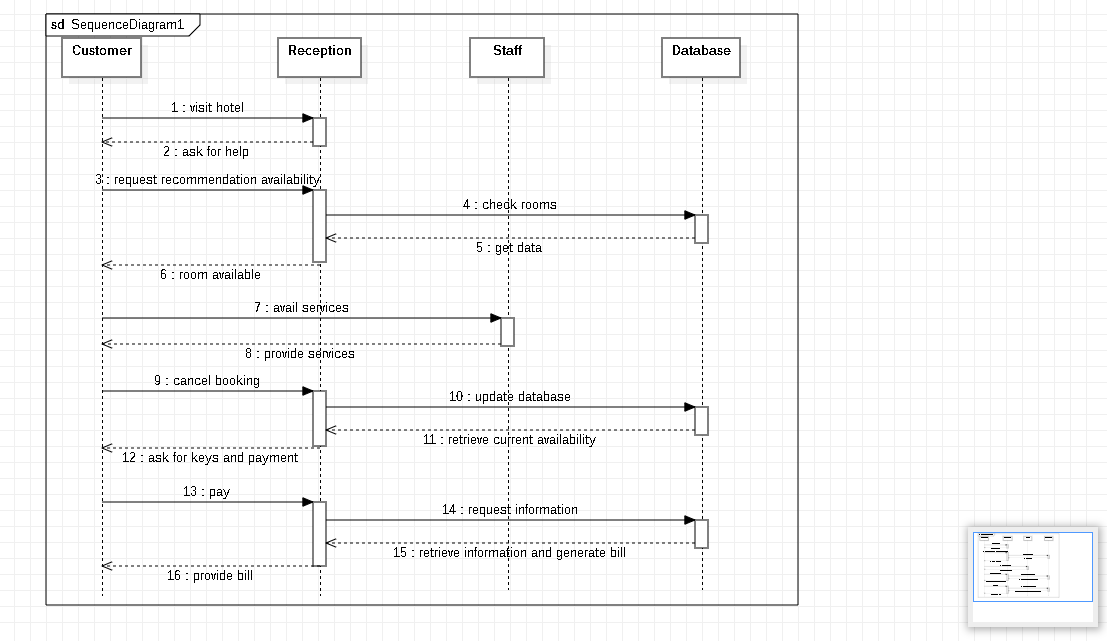 sd SequenceDiagram1
Customer
Reception
Staff
Database
1 : visit hotel
2 : ask for help
3 : request recommendation availability
4 : check rooms
5 : get data
6 : room available
7 : avail services
8 : provide services
9 : cancel booking
10 : update database
11 : retrieve current availability
12 : ask for keys and payment
13 : pay
14 : request information
15 : retrieve information and generate bill
16 : provide bill